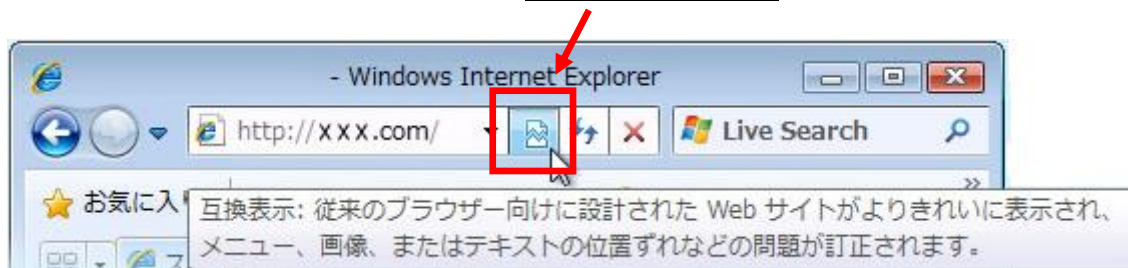 - Windows Internet Explorer
http://xxx.com/
Live Search
お気に入り
互換表示: 従来のブラウザー向けに設計された Web サイトがよりきれいに表示され、
メニュー、画像、またはテキストの位置ずれなどの問題が訂正されます。